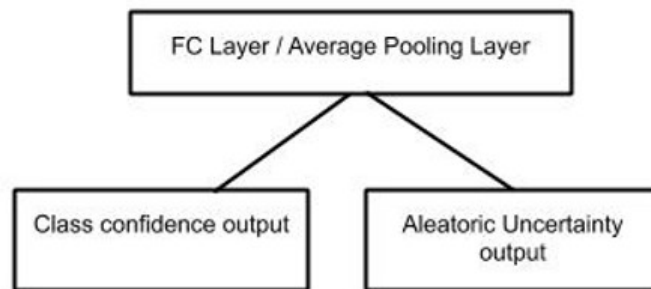 FC Layer / Average Pooling Layer
Class confidence output
Aleatoric Uncertainty
output